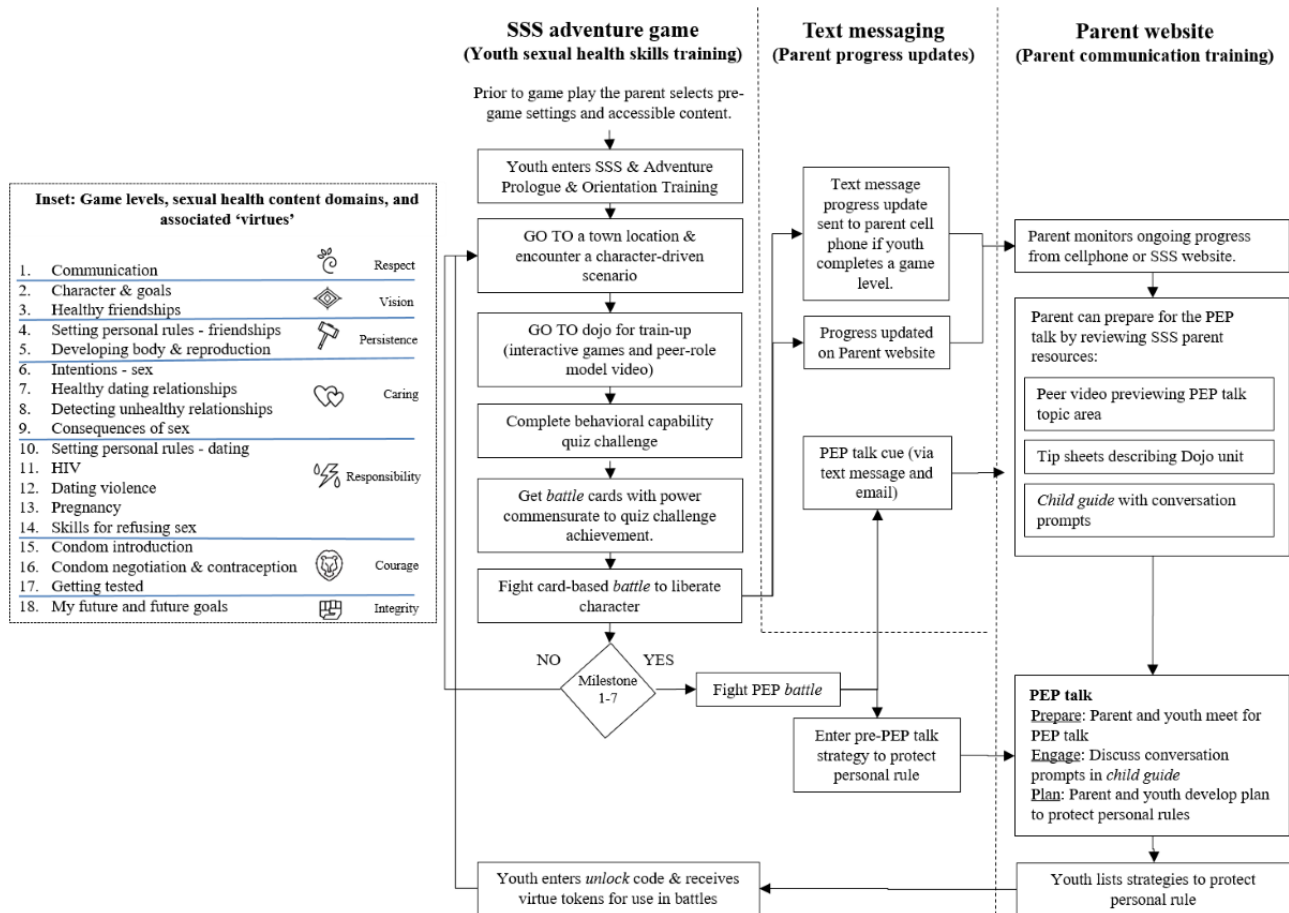 SSS adventure game
(Youth sexual health skills training)
Text messaging
(Parent progress updates)
Parent website
(Parent communication training)
Prior to game play the parent selects pre-
game settings and accessible content.
Youth enters SSS & Adventure
Prologue & Orientation Training
GO TO a town location &
encounter a character-driven
scenario
GO TO dojo for train-up
(interactive games and peer-role
model video)
Complete behavioral capability
quiz challenge
Get battle cards with power
commensurate to quiz challenge
achievement.
Fight card-based battle to liberate
character
NO
YES
Milestone
1-7
Fight PEP battle
Inset: Game levels, sexual health content domains, and
associated ‘virtues’
1. Communication
Respect
2. Character & goals
3. Healthy friendships
Vision
4. Setting personal rules - friendships
5. Developing body & reproduction
Persistence
6. Intentions - sex
7. Healthy dating relationships
8. Detecting unhealthy relationships
9. Consequences of sex
Caring
10. Setting personal rules - dating
11. HIV
12. Dating violence
13. Pregnancy
14. Skills for refusing sex
Responsibility
15. Condom introduction
16. Condom negotiation & contraception
17. Getting tested
Courage
18. My future and future goals
Integrity
Text message
progress update
sent to parent cell
phone if youth
completes a game
level.
Progress updated
on Parent website
PEP talk cue (via
text message and
email)
Enter pre-PEP talk
strategy to protect
personal rule
Parent monitors ongoing progress
from cellphone or SSS website.
Parent can prepare for the PEP
talk by reviewing SSS parent
resources:
Peer video previewing PEP talk
topic area
Tip sheets describing Dojo unit
Child guide with conversation
prompts
PEP talk
Prepare: Parent and youth meet for
PEP talk
Engage: Discuss conversation
prompts in child guide
Plan: Parent and youth develop plan
to protect personal rules
Youth lists strategies to protect
personal rule
Youth enters unlock code & receives
virtue tokens for use in battles